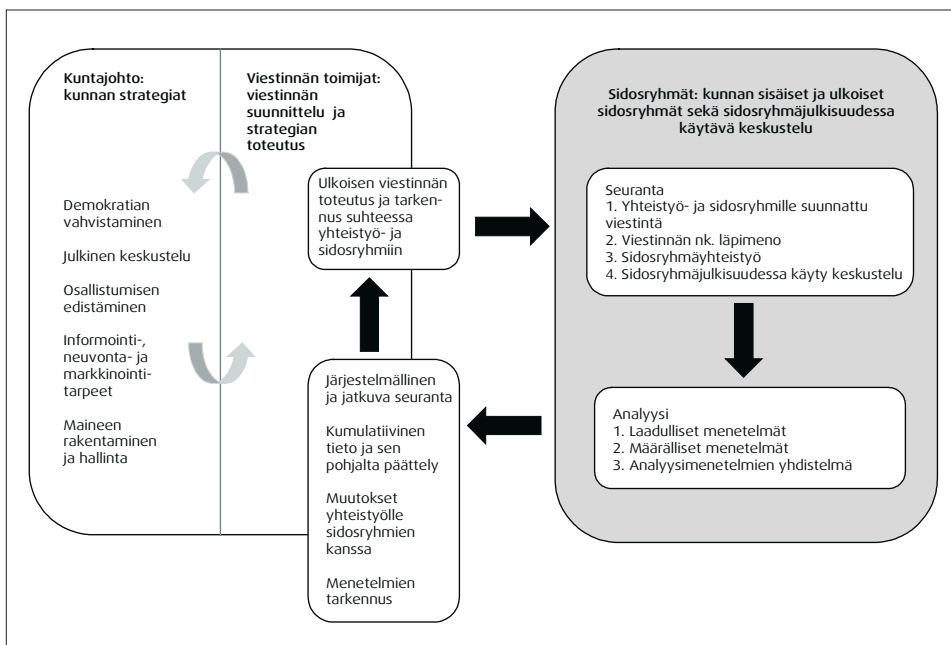 Kuntajohto:
kunnan strategiat
Demokratian
vahvistaminen
Julkinen keskustelu
Osallistumisen
edistäminen
Informointi-,
neuvonta- ja
markkinointi-
tarpeet
Maineen
rakentaminen
ja hallinta
Viestinnän toimijat:
viestinnän
suunnittelu ja
strategian
toteutus
Ulkoisen viestinnän
toteutus ja tarken-
nus suhteessa
yhteistyö- ja
sidosryhmiin
Järjestelmällinen
ja jatkuva seuranta
Kumulatiivinen
tieto ja sen
pohjalta päättely
Muutokset
yhteistyölle
sidosryhmien
kanssa
Menetelmien
tarkennus
Sidosryhmät: kunnan sisäiset ja ulkoiset
sidosryhmät sekä sidosryhmäjulkisuudessa
käytävä keskustelu
Seuranta
1. Yhteistyö- ja sidosryhmille suunnattu
viestintä
2. Viestinnän nk. läpimeno
3. Sidosryhmäyhteistyö
4. Sidosryhmäjulkisuudessa käyty keskustelu
Analyysi
1. Laadulliset menetelmät
2. Määrälliset menetelmät
3. Analyysimenetelmien yhdistelmä